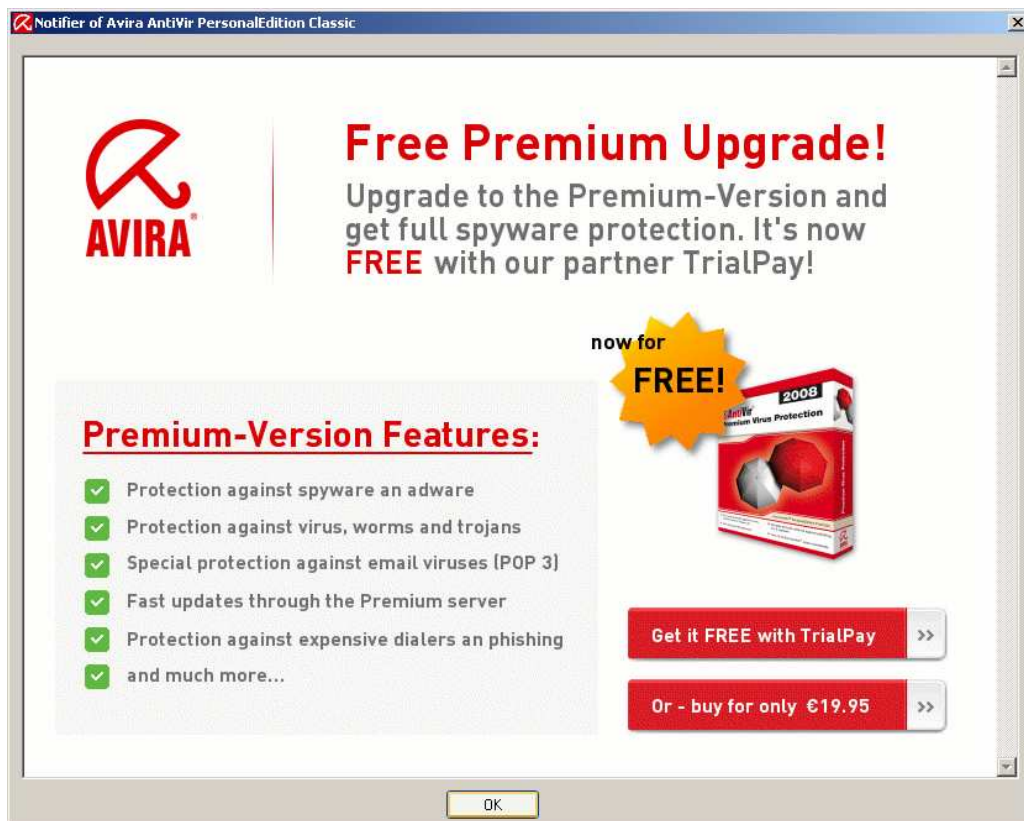 Notifier of Avira AntiVir PersonalEdition Classic
AVIRA®
Free Premium Upgrade!
Upgrade to the Premium-Version and
get full spyware protection. It's now
FREE with our partner TrialPay!
now for
FREE!
2008
AntiVir
Premium Virus Protection
Premium Virus Protection
Premium-Version Features:
Protection against spyware an adware
Protection against virus, worms and trojans
Special protection against email viruses (POP 3)
Fast updates through the Premium server
Protection against expensive dialers an phishing
and much more...
Get it FREE with TrialPay >>
Or - buy for only €19.95 >>
OK